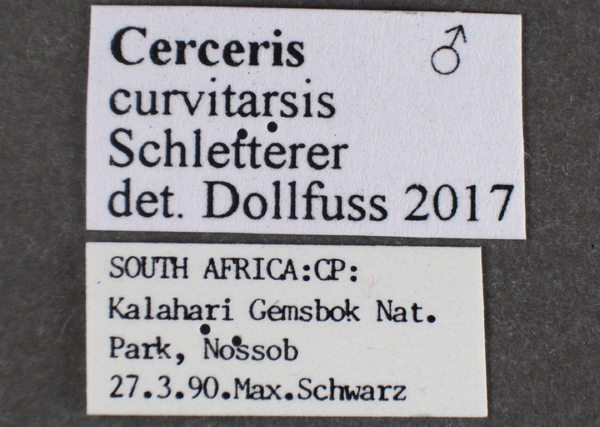 Cerceris ♂
curvitarsis
Schletterer
det. Dollfuss 2017
SOUTH AFRICA:CP:
Kalahari Gemsbok Nat.
Park, Nossob
27.3.90.Max.Schwarz